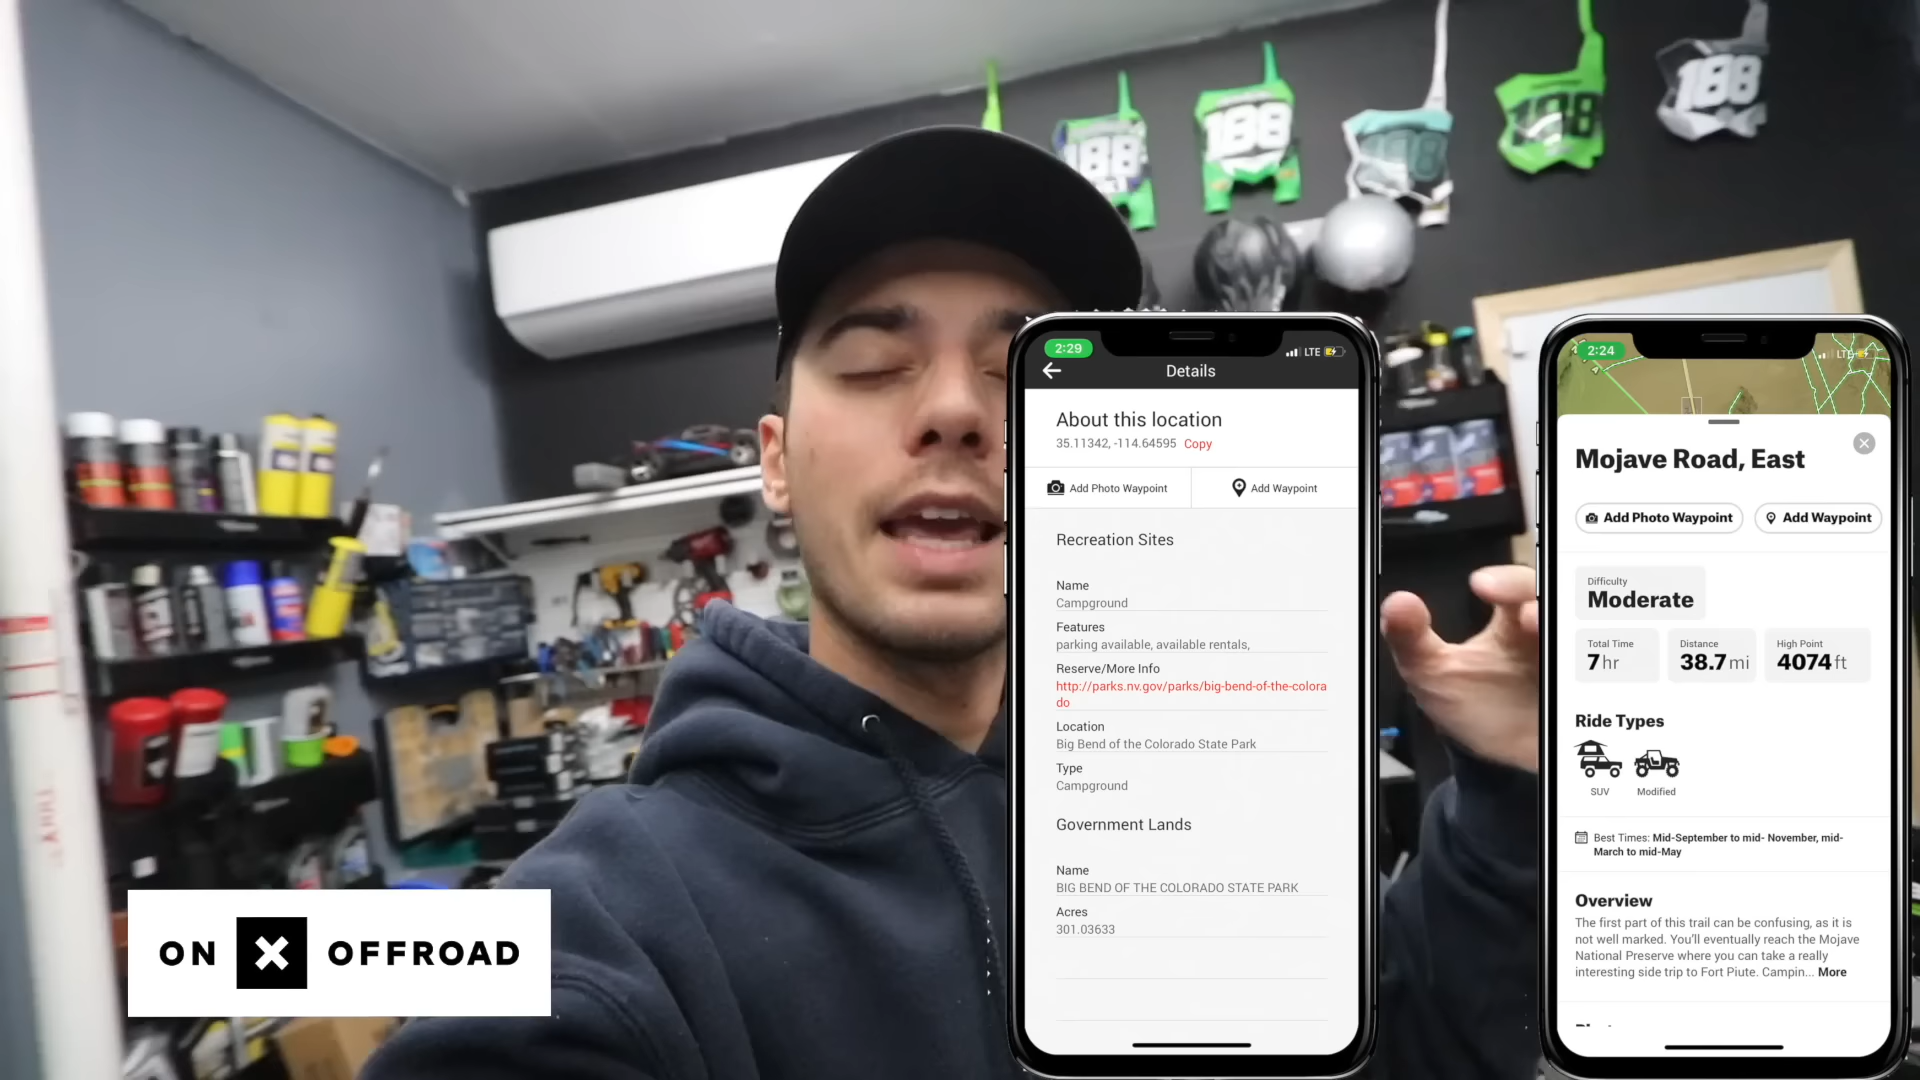 188
188
188
188
188
2:29
LTE
Details
About this location
35.11342, -114.64595 Copy
Add Photo Waypoint
Add Waypoint
Recreation Sites
Name
Campground
Features
parking available, available rentals,
Reserve/More Info
http://parks.nv.gov/parks/big-bend-of-the-colora
do
Location
Big Bend of the Colorado State Park
Type
Campground
Government Lands
Name
BIG BEND OF THE COLORADO STATE PARK
Acres
301.03633
2:24
LTE
Mojave Road, East
Add Photo Waypoint
Add Waypoint
Difficulty
Moderate
Total Time
7 hr
Distance
38.7 mi
High Point
4074 ft
Ride Types
SUV
Modified
Best Times: Mid-September to mid- November, mid-
March to mid-May
Overview
The first part of this trail can be confusing, as it is
not well marked. You'll eventually reach the Mojave
National Preserve where you can take a really
interesting side trip to Fort Piute. Campin... More
ON X OFFROAD